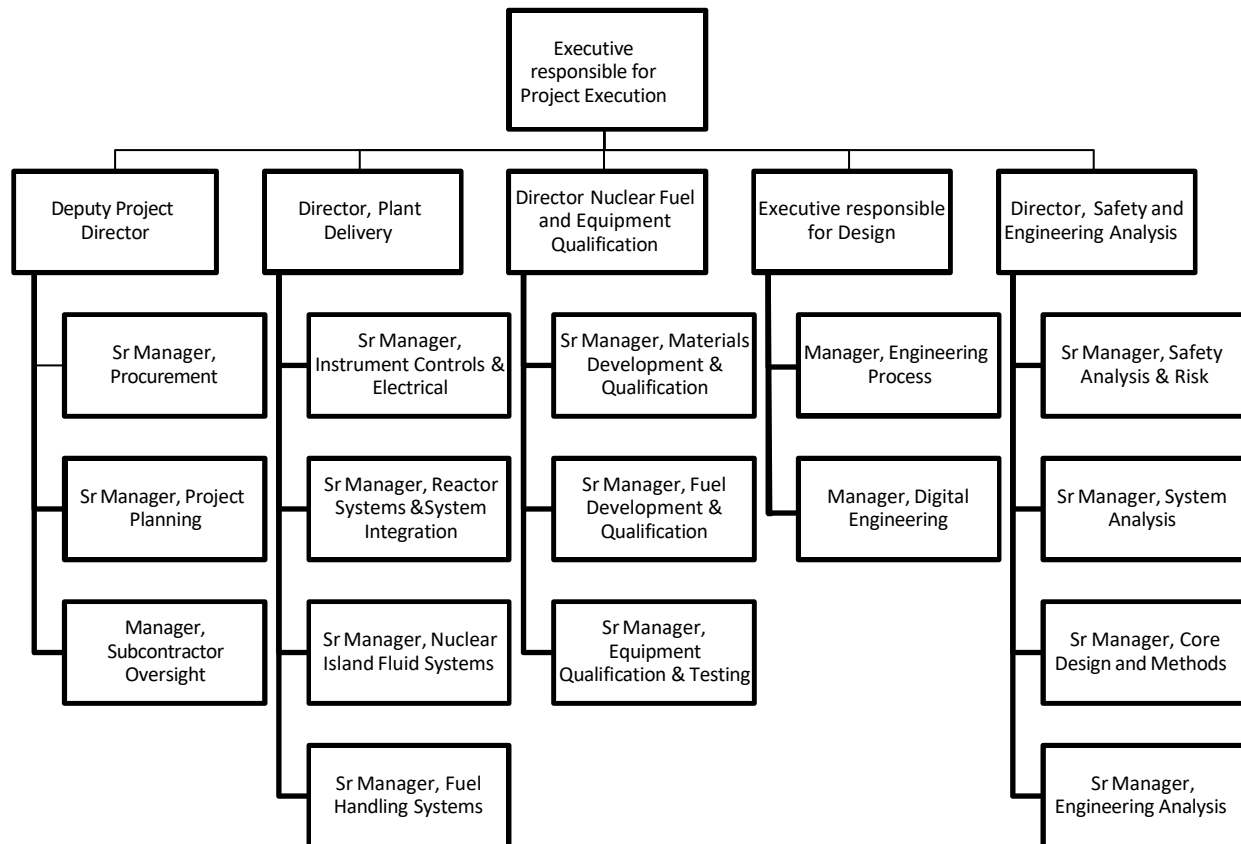 Executive
responsible for
Project Execution
Deputy Project
Director
Director, Plant
Delivery
Director Nuclear Fuel
and Equipment
Qualification
Executive responsible
for Design
Director, Safety and
Engineering Analysis
Sr Manager,
Procurement
Sr Manager, Project
Planning
Manager,
Subcontractor
Oversight
Sr Manager,
Instrument Controls &
Electrical
Sr Manager, Reactor
Systems &System
Integration
Sr Manager, Nuclear
Island Fluid Systems
Sr Manager, Fuel
Handling Systems
Sr Manager, Materials
Development &
Qualification
Sr Manager, Fuel
Development &
Qualification
Sr Manager,
Equipment
Qualification & Testing
Manager, Engineering
Process
Manager, Digital
Engineering
Sr Manager, Safety
Analysis & Risk
Sr Manager, System
Analysis
Sr Manager, Core
Design and Methods
Sr Manager,
Engineering Analysis